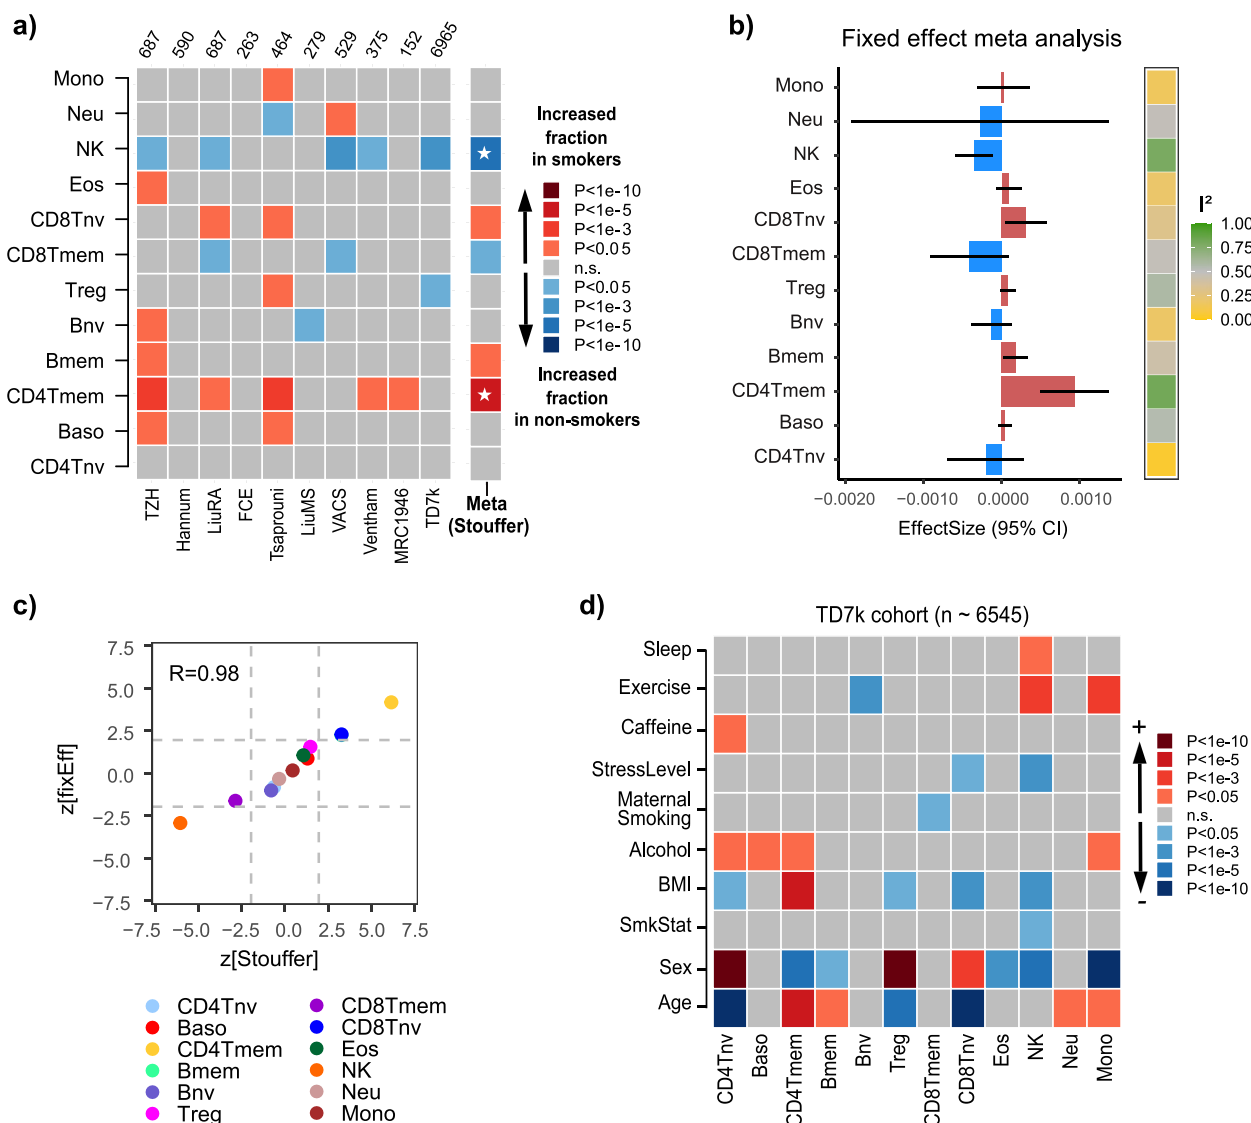 a)
687 590 687 263 464 279 529 375 152 6965
Mono
Neu
NK
Eos
CD8Tnv
CD8Tmem
Treg
Bnv
Bmem
CD4Tmem
Baso
CD4Tnv
TZH Hannum LiuRA FCE Tsaprouni LiuMS VACS Ventham MRC1946 TD7k
Meta
(Stouffer)
Increased
fraction
in smokers
P<1e-10
P<1e-5
P<1e-3
P<0.05
n.s.
P<0.05
P<1e-3
P<1e-5
P<1e-10
Increased
fraction
in non-smokers
b)
Fixed effect meta analysis
Mono
Neu
NK
Eos
CD8Tnv
CD8Tmem
Treg
Bnv
Bmem
CD4Tmem
Baso
CD4Tnv
−0.0020 −0.0010 0.0000 0.0010
EffectSize (95% CI)
I²
1.00
0.75
0.50
0.25
0.00
c)
R=0.98
7.5
5.0
2.5
0.0
−2.5
−5.0
−7.5
z[fixEff]
−7.5 −5.0 −2.5 0.0 2.5 5.0 7.5
z[Stouffer]
CD4Tnv
Baso
CD4Tmem
Bmem
Bnv
Treg
CD8Tmem
CD8Tnv
Eos
NK
Neu
Mono
d)
TD7k cohort (n ~ 6545)
Sleep
Exercise
Caffeine
StressLevel
Maternal
Smoking
Alcohol
BMI
SmkStat
Sex
Age
CD4Tnv Baso CD4Tmem Bmem Bnv Treg CD8Tmem CD8Tnv Eos NK Neu Mono
+
P<1e-10
P<1e-5
P<1e-3
P<0.05
n.s.
P<0.05
P<1e-3
P<1e-5
P<1e-10
-